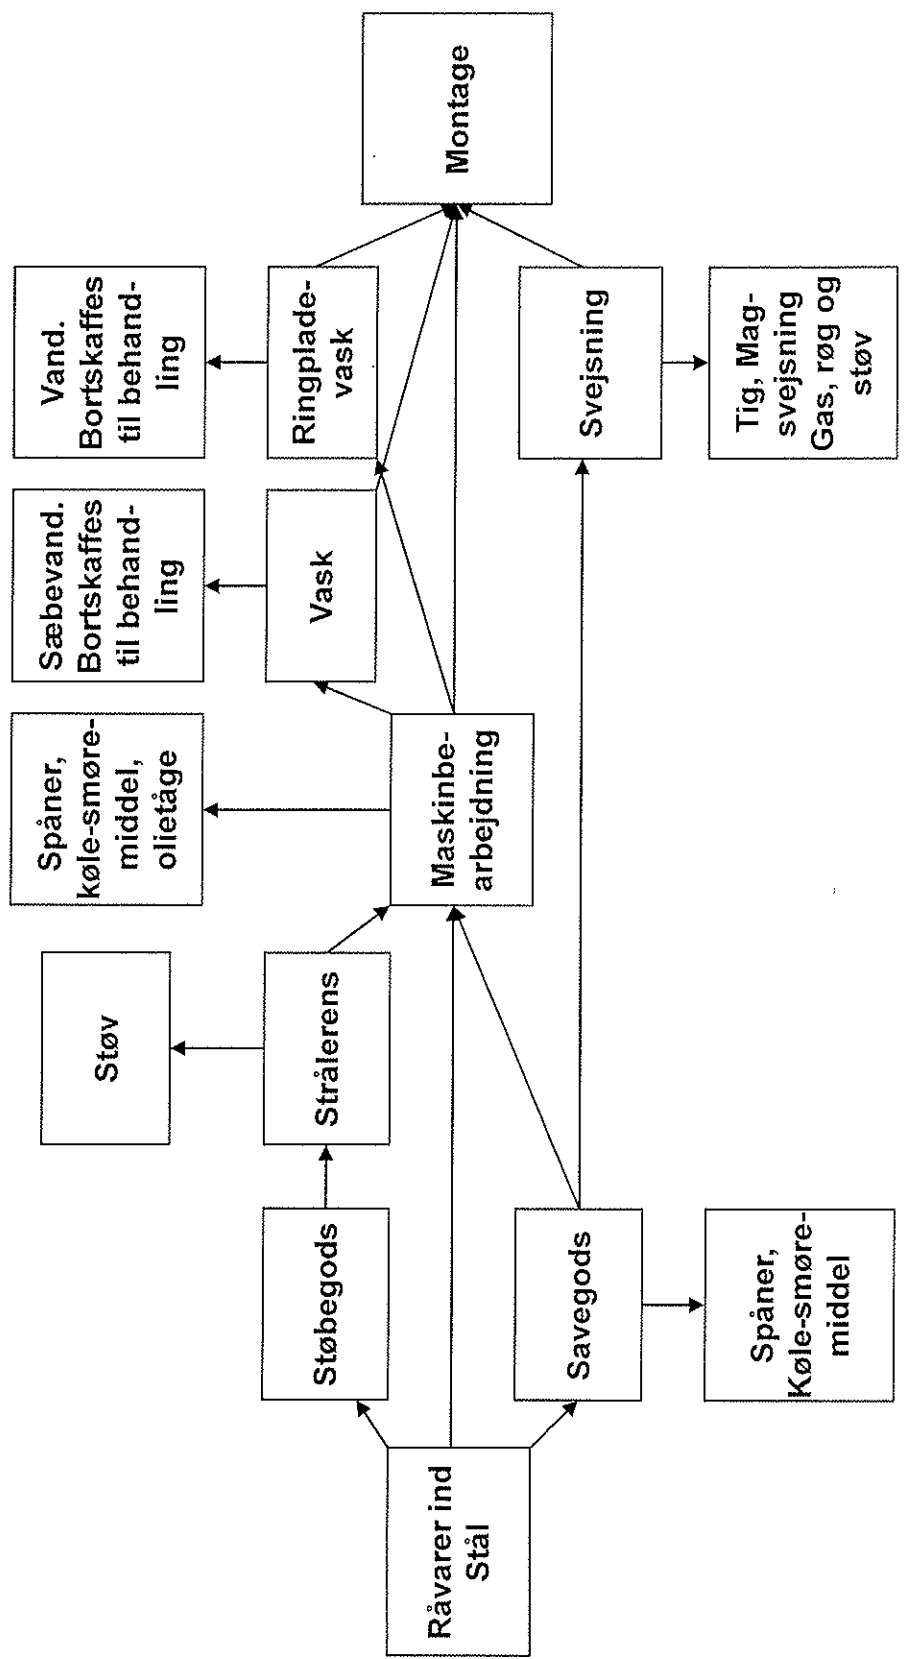 Råvarer ind
Stål
Støbegods
Savegods
Spåner,
Køle-smøre-
middel
Strålerens
Støv
Maskinbe-
arbejdning
Spåner,
køle-smøre-
middel,
olietåge
Vask
Sæbevand.
Bortskaffes
til behand-
ling
Ringplade-
vask
Vand.
Bortskaffes
til behand-
ling
Svejsning
Tig, Mag-
svejsning
Gas, røg og
støv
Montage